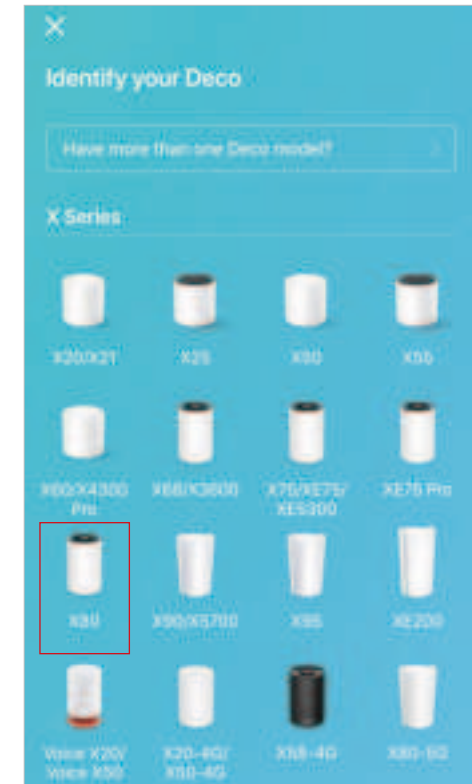 Identify your Deco
Have more than one Deco model?
X Series
X20/X21
X25
X50
X55
X60/X4300
Pro
X68/X3600
X75/XE75/
XE5300
XE75 Pro
X80
X90/X5700
X95
XE200
Voice X20/
Voice X50
X20-4G/
X50-4G
X80-5G